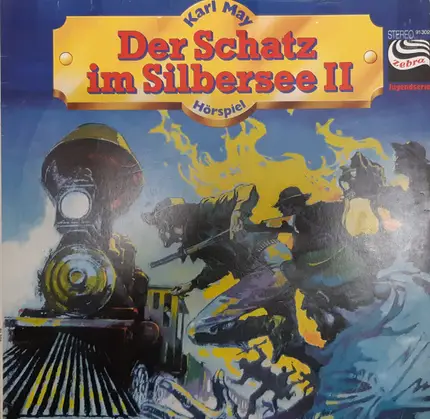 Karl May
Der Schatz
im Silbersee II
Hörspiel
STEREO
zebra